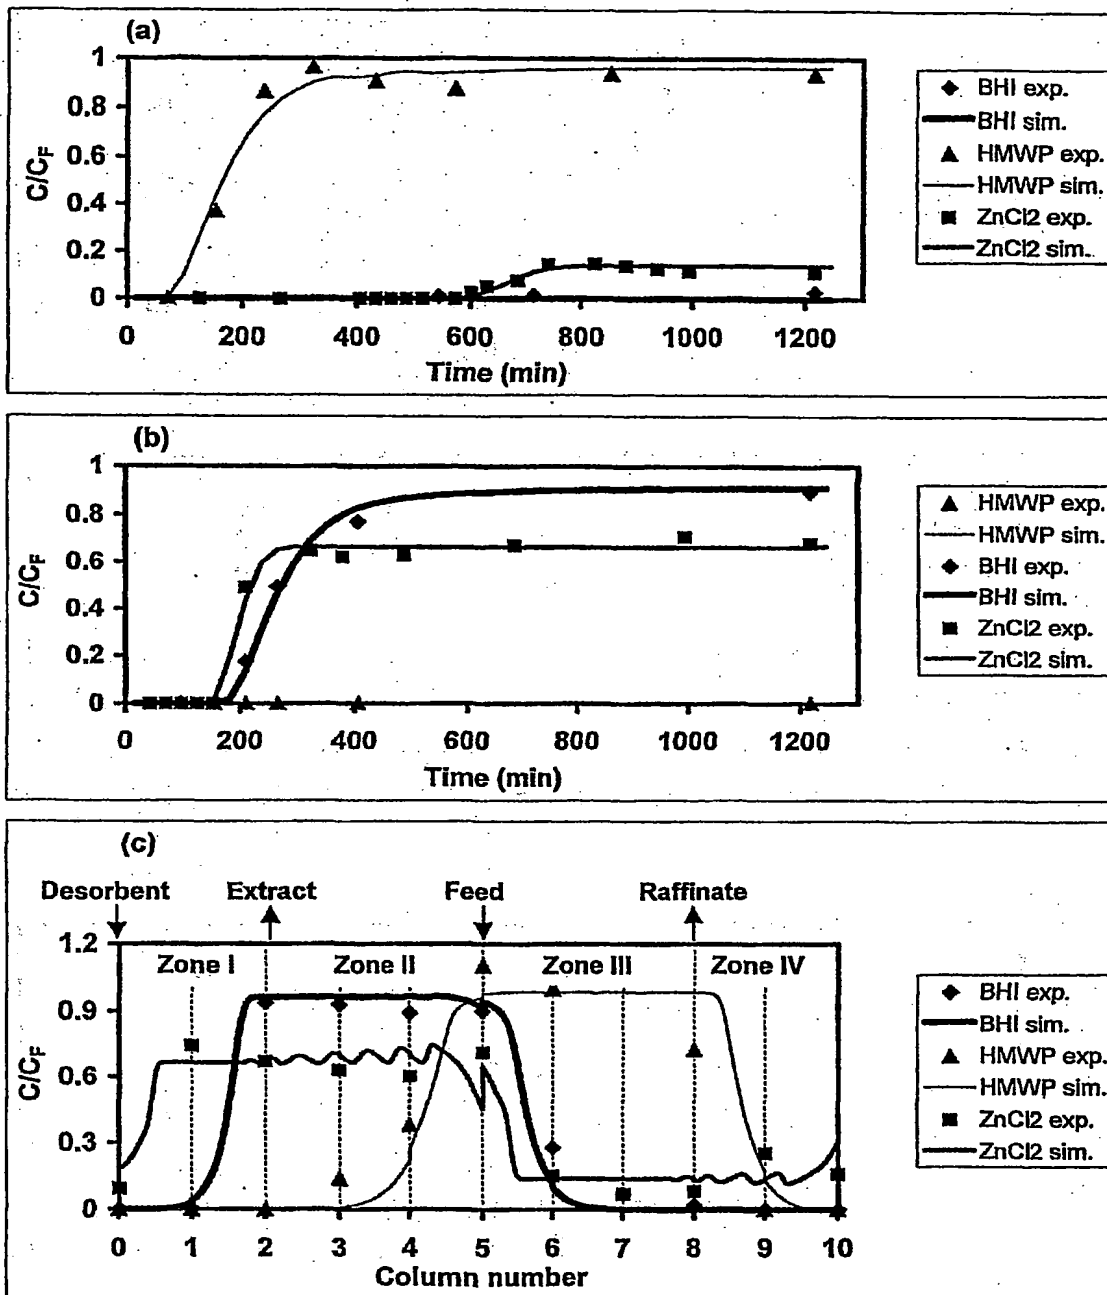 (a)
1
0.8
0.6
0.4
0.2
0
C/CF
0 200 400 600 800 1000 1200
Time (min)
BHI exp.
BHI sim.
HMWP exp.
HMWP sim.
ZnCl2 exp.
ZnCl2 sim.
(b)
1
0.8
0.6
0.4
0.2
0
C/CF
0 200 400 600 800 1000 1200
Time (min)
HMWP exp.
HMWP sim.
BHI exp.
BHI sim.
ZnCl2 exp.
ZnCl2 sim.
(c)
Desorbent Extract Feed Raffinate
1.2
0.9
0.6
0.3
0
C/CF
Zone I Zone II Zone III Zone IV
0 1 2 3 4 5 6 7 8 9 10
Column number
BHI exp.
BHI sim.
HMWP exp.
HMWP sim.
ZnCl2 exp.
ZnCl2 sim.